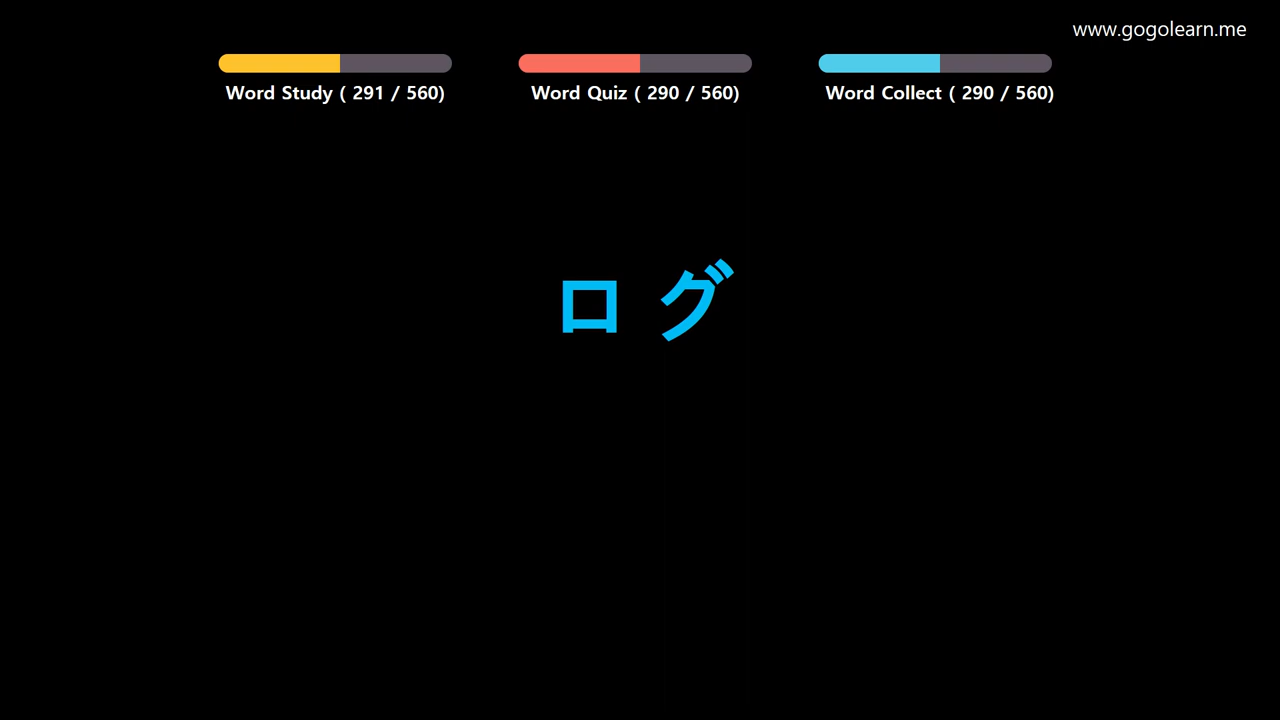 www.gogolearn.me
Word Study ( 291 / 560)
Word Quiz ( 290 / 560)
Word Collect ( 290 / 560)
ログ